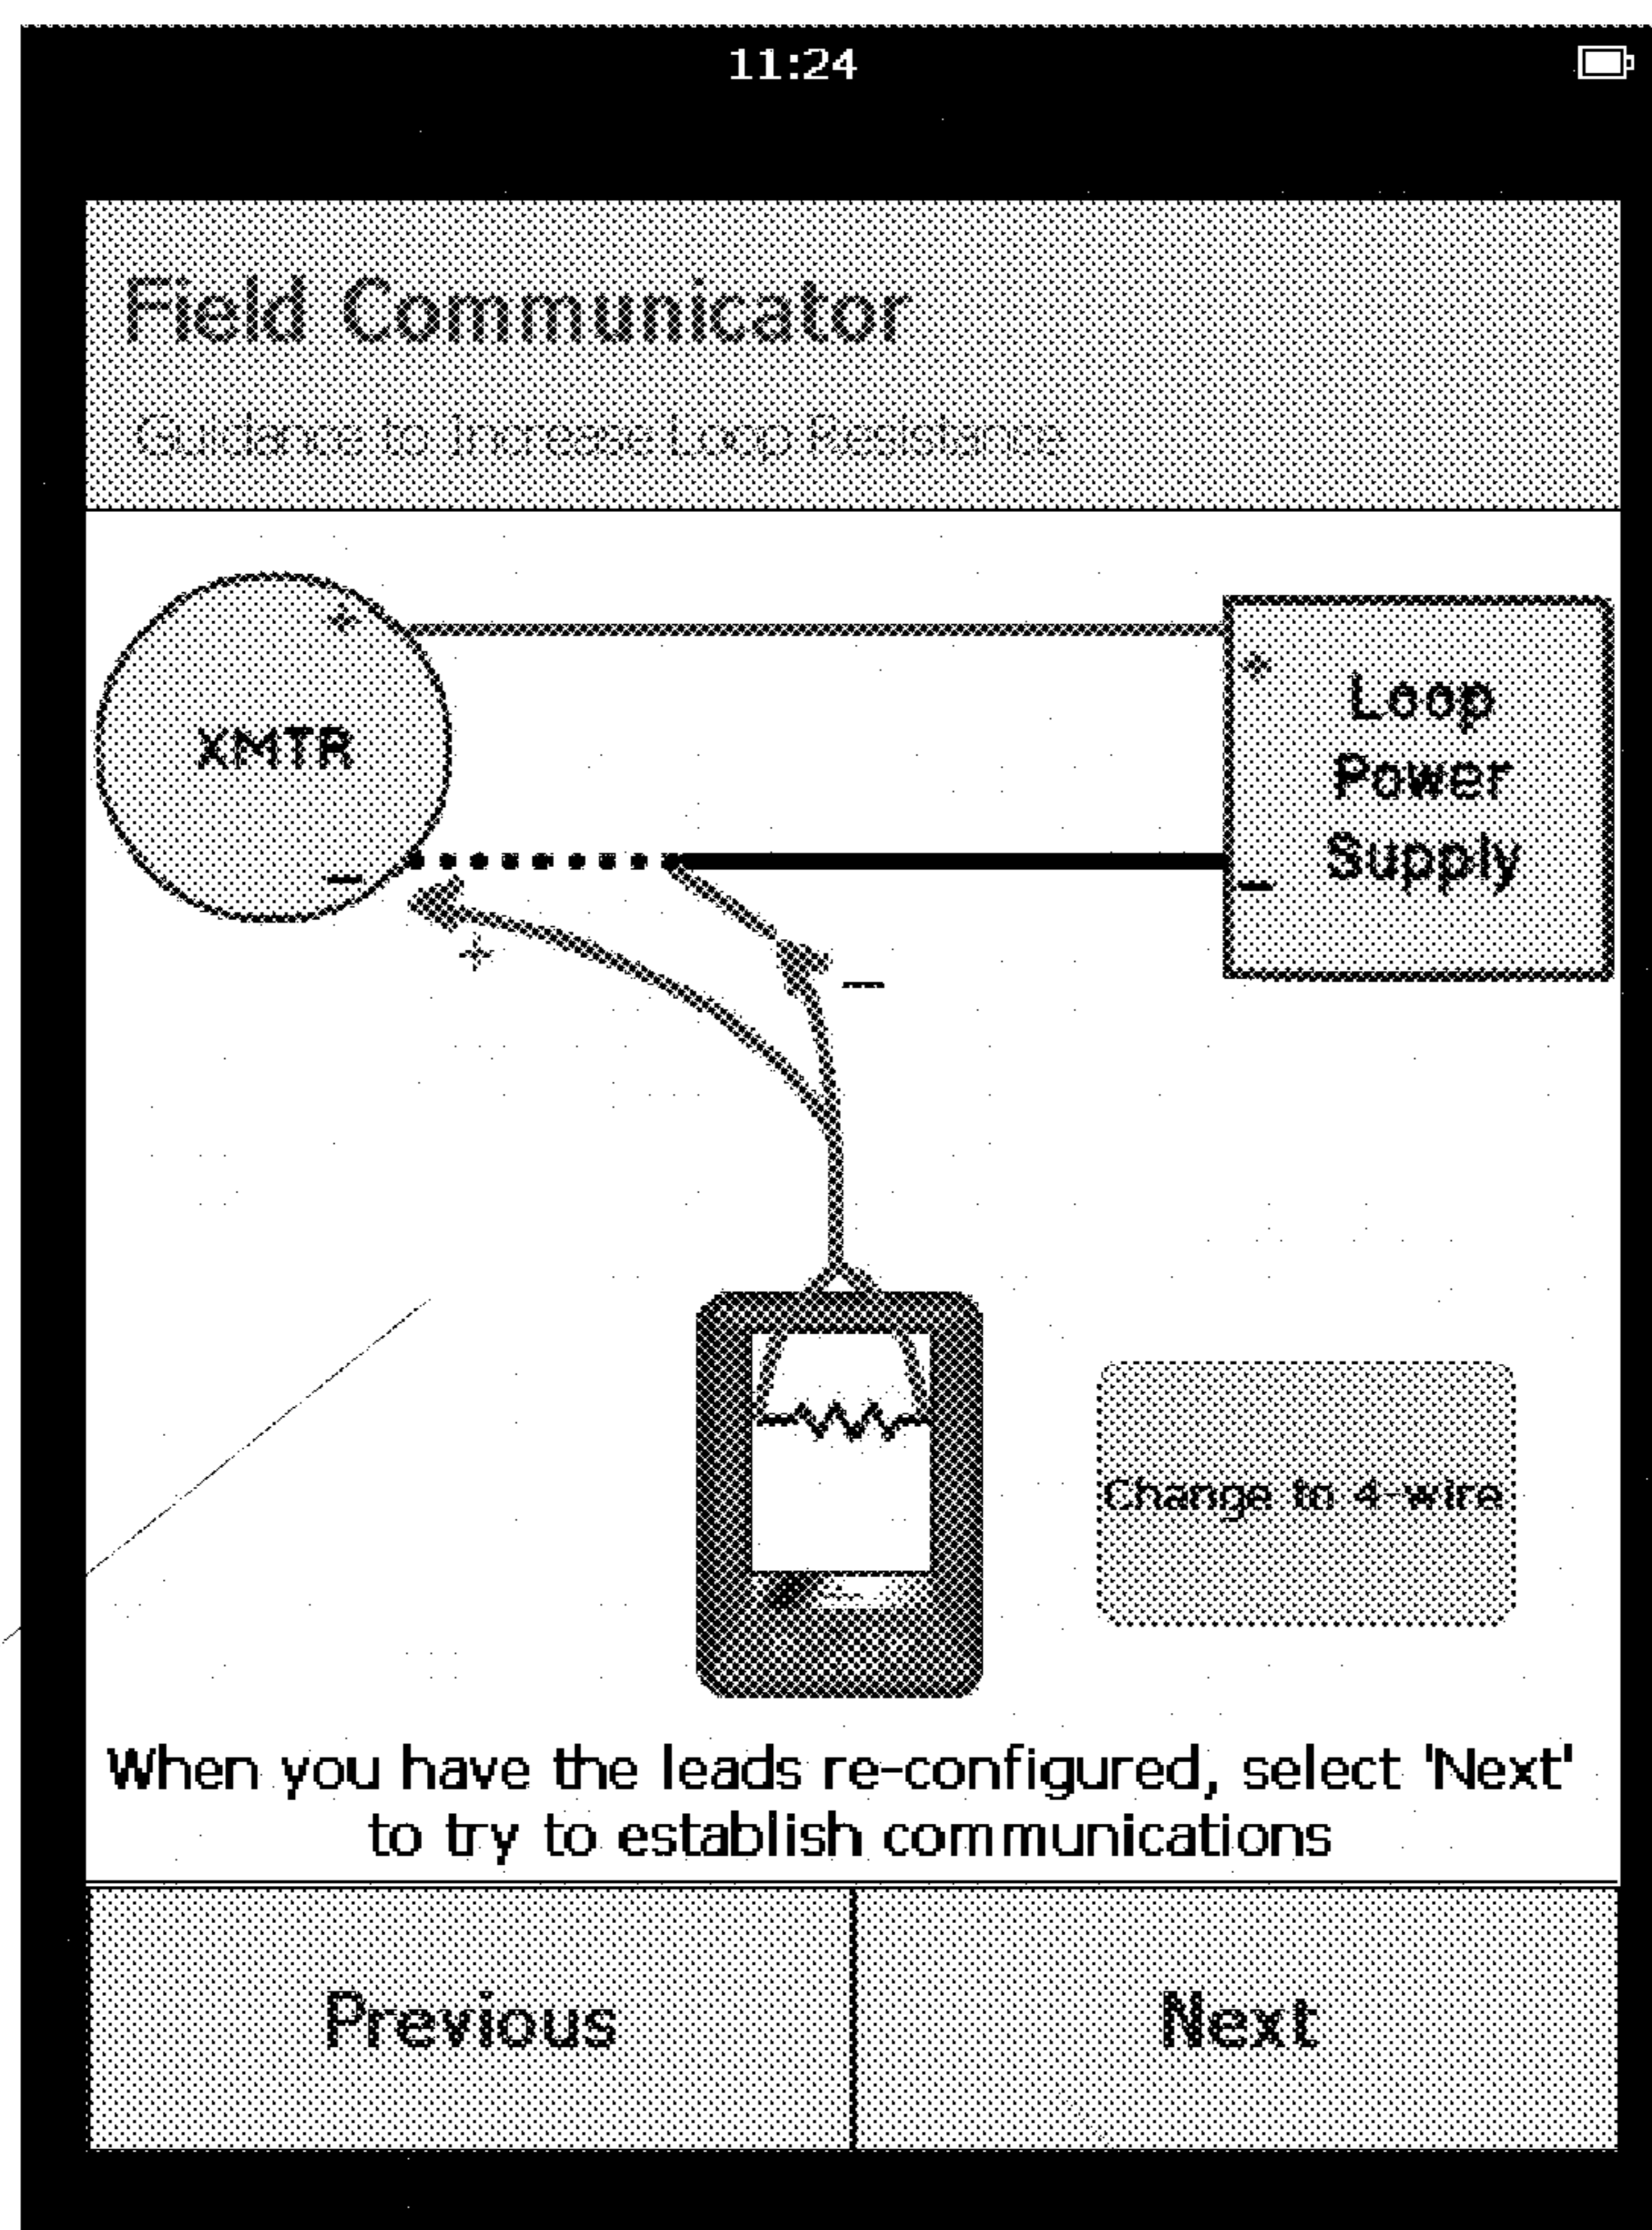 11:24
Field Communicator
Guidance to Increase Loop Resistance
+
+
Loop
Power
Supply
XMTR
-
-
+
-
Change to 4-wire
When you have the leads re-configured, select 'Next'
to try to establish communications
Previous
Next